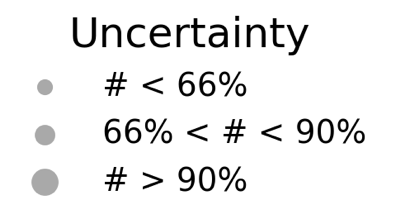 Uncertainty
# < 66%
66% < # < 90%
# > 90%